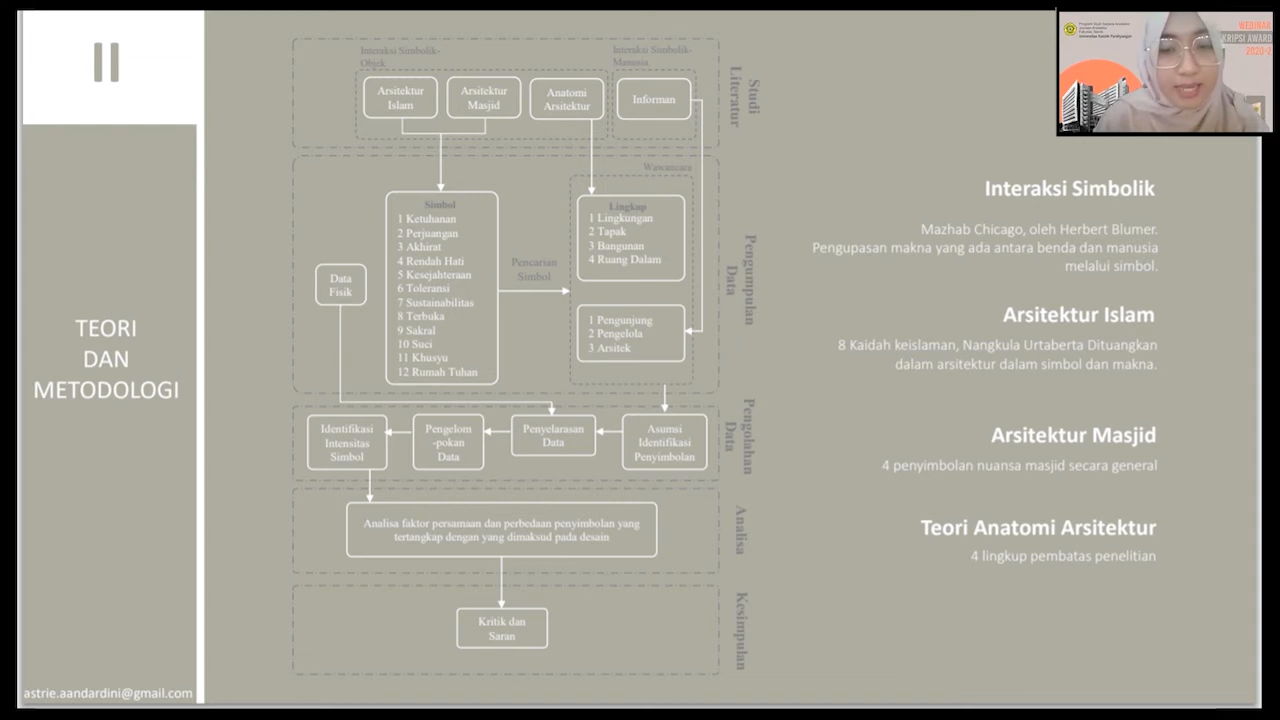 II
TEORI
DAN
METODOLOGI
astrie.aandardini@gmail.com
Interaksi Simbolik-
Objek
Interaksi Simbolik-
Manusia
Arsitektur
Islam
Arsitektur
Masjid
Anatomi
Arsitektur
Informan
Studi
Literatur
Wawancara
Simbol
1 Ketuhanan
2 Perjuangan
3 Akhirat
4 Rendah Hati
5 Kesejahteraan
6 Toleransi
7 Sustainabilitas
8 Terbuka
9 Sakral
10 Suci
11 Khusyu
12 Rumah Tuhan
Data
Fisik
Pencarian
Simbol
Lingkap
1 Lingkungan
2 Tapak
3 Bangunan
4 Ruang Dalam
1 Pengunjung
2 Pengelola
3 Arsitek
Pengumpulan
Data
Identifikasi
Intensitas
Simbol
Pengelom
-pokan
Data
Penyelarasan
Data
Asumsi
Identifikasi
Penyimbolan
Pengolahan
Data
Analisa faktor persamaan dan perbedaan penyimbolan yang
tertangkap dengan yang dimaksud pada desain
Analisa
Kritik dan
Saran
Kesimpulan
Interaksi Simbolik
Mazhab Chicago, oleh Herbert Blumer.
Pengupasan makna yang ada antara benda dan manusia
melalui simbol.
Arsitektur Islam
8 Kaidah keislaman, Nangkula Urtaberta Dituangkan
dalam arsitektur dalam simbol dan makna.
Arsitektur Masjid
4 penyimbolan nuansa masjid secara general
Teori Anatomi Arsitektur
4 lingkup pembatas penelitian
WEBINAR
KRIPSI AWARD
2020-2